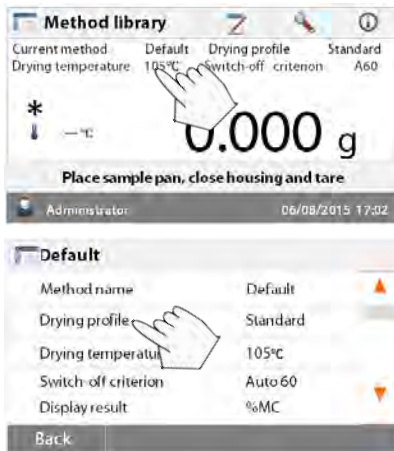 Method library
Current method Default Drying profile Standard
Drying temperature 105°C Switch-off criterion A60
– °C 0.000 g
Place sample pan, close housing and tare
Administrator 06/08/2015 17:02
Default
Method name Default
Drying profile Standard
Drying 105°C
Switch-off criterion Auto 60
Display result %MC
Back